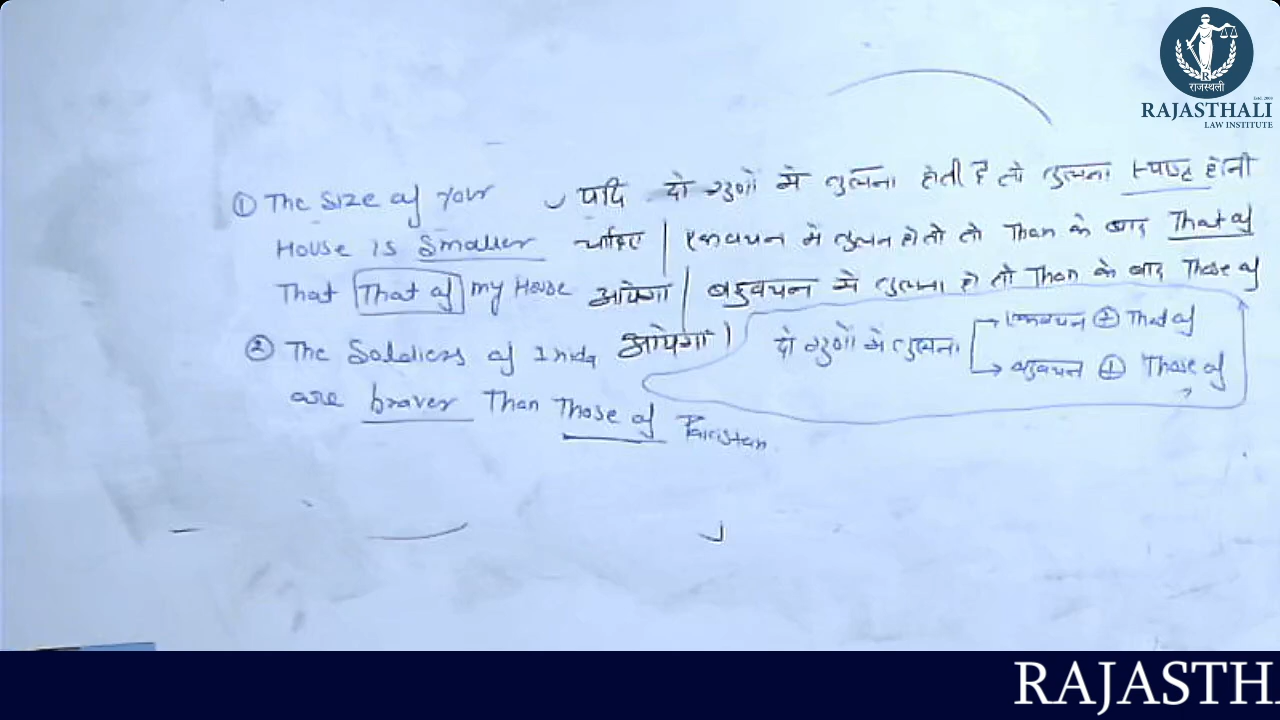 राजस्थली
Estd. 2004
RAJASTHALI
LAW INSTITUTE
① The Size of Your
House is Smaller
That That of my House
② The Soldiers of India
are braver Than Those of Pakistan
यदि दो गुणों मे तुलना होती है तो तुलना स्पष्ट होनी
चाहिए | एकवचन मे तुलन हो तो तो Than के बाद That of
आयेगा | बहुवचन मे तुलना हो तो Than के बाद Those of
आयेगा |
दो गुणों मे तुलना
एकवचन ⊕ That of
बहुवचन ⊕ Those of
RAJASTH